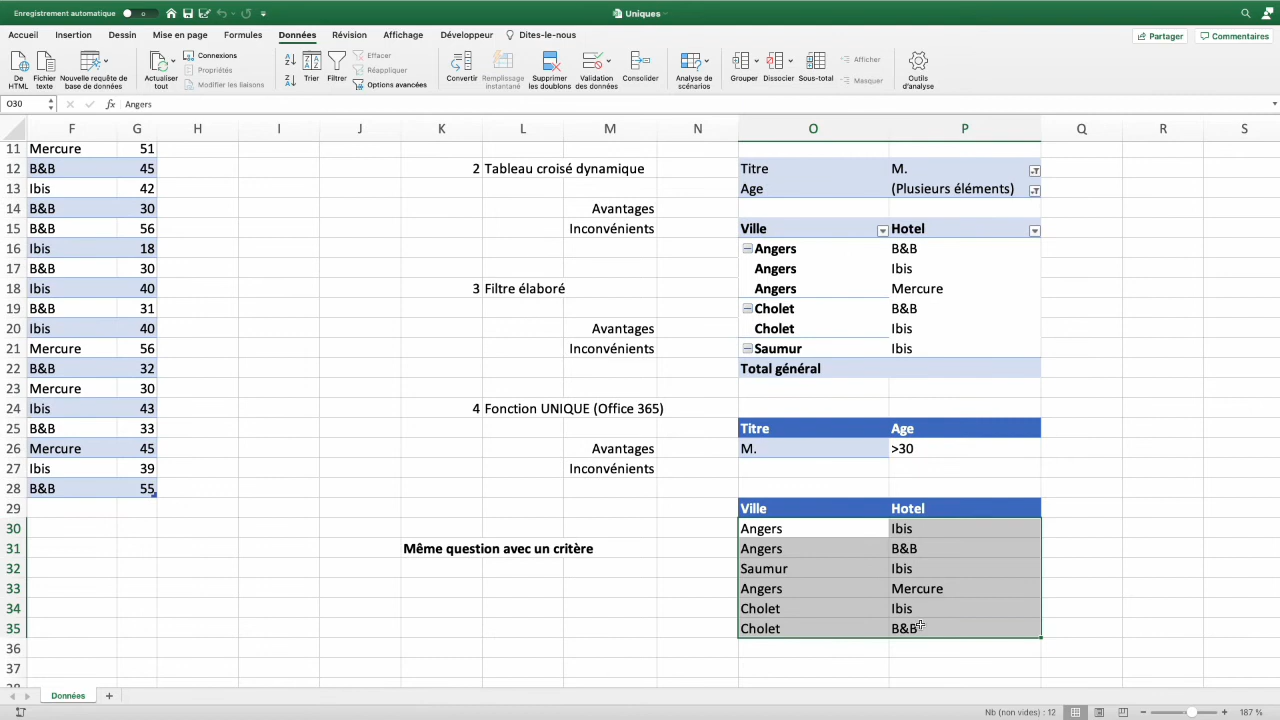 Enregistrement automatique
Uniques
Accueil Insertion Dessin Mise en page Formules Données Révision Affichage Développeur Dites-le-nous Partager Commentaires
De HTML
Fichier texte
Nouvelle requête de base de données
Actualiser tout
Connexions
Propriétés
Modifier les liaisons
Trier
Filtrer
Effacer
Réappliquer
Options avancées
Convertir
Remplissage instantané
Supprimer les doublons
Validation des données
Consolider
Analyse de scénarios
Grouper
Dissocier
Sous-total
Afficher
Masquer
Outils d'analyse
O30 fx Angers
F G H I J K L M N O P Q R S
11 Mercure 51
12 B&B 45 2 Tableau croisé dynamique Titre M.
13 Ibis 42 Age (Plusieurs éléments)
14 B&B 30 Avantages
15 B&B 56 Inconvénients Ville Hotel
16 Ibis 18 Angers B&B
17 B&B 30 Angers Ibis
18 Ibis 40 3 Filtre élaboré Angers Mercure
19 B&B 31 Cholet B&B
20 Ibis 40 Avantages Cholet Ibis
21 Mercure 56 Inconvénients Saumur Ibis
22 B&B 32 Total général
23 Mercure 30
24 Ibis 43 4 Fonction UNIQUE (Office 365)
25 B&B 33 Titre Age
26 Mercure 45 Avantages M. >30
27 Ibis 39 Inconvénients
28 B&B 55
29 Ville Hotel
30 Angers Ibis
31 Même question avec un critère Angers B&B
32 Saumur Ibis
33 Angers Mercure
34 Cholet Ibis
35 Cholet B&B
36
37
Données
Nb (non vides) : 12 187 %